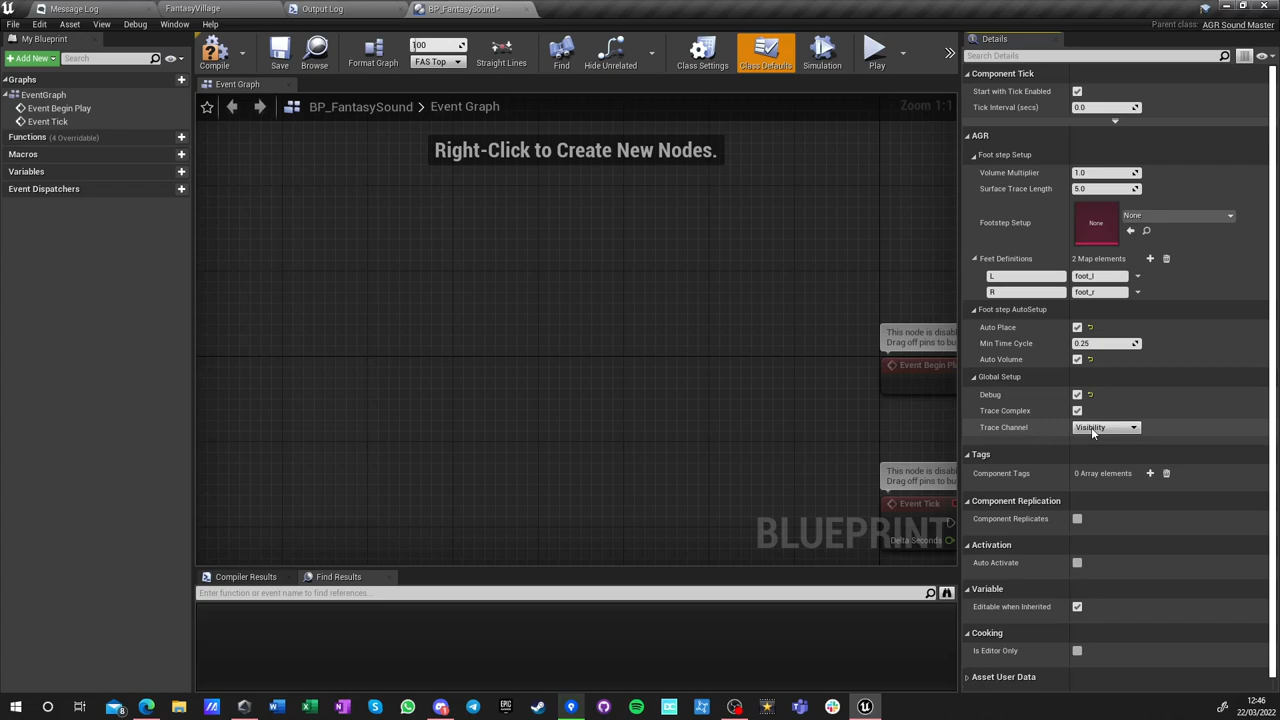 Message Log
FantasyVillage
Output Log
BP_FantasySound*
File
Edit
Asset
View
Debug
Window
Help
Parent class: AGR Sound Master
My Blueprint
+ Add New
Search
Graphs
EventGraph
Event Begin Play
Event Tick
Functions (4 Overridable)
Macros
Variables
Event Dispatchers
Compile
Save
Browse
Format Graph
100
FAS Top
Straight Lines
Find
Hide Unrelated
Class Settings
Class Defaults
Simulation
Play
Event Graph
BP_FantasySound > Event Graph
Zoom 1:1
Right-Click to Create New Nodes.
This node is disab
Drag off pins to bu
Event Begin Pl
This node is disab
Drag off pins to bu
Event Tick
Delta Seconds
BLUEPRINT
Compiler Results
Find Results
Enter function or event name to find references...
Details
Search Details
Component Tick
Start with Tick Enabled
Tick Interval (secs) 0.0
AGR
Foot step Setup
Volume Multiplier 1.0
Surface Trace Length 5.0
Footstep Setup None None
Feet Definitions 2 Map elements
L foot_l
R foot_r
Foot step AutoSetup
Auto Place
Min Time Cycle 0.25
Auto Volume
Global Setup
Debug
Trace Complex
Trace Channel Visibility
Tags
Component Tags 0 Array elements
Component Replication
Component Replicates
Activation
Auto Activate
Variable
Editable when Inherited
Cooking
Is Editor Only
Asset User Data
12:46
22/03/2022